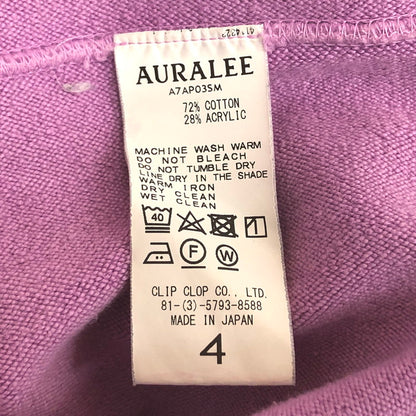 AURALEE
A7AP03SM
72% COTTON
28% ACRYLIC
MACHINE WASH WARM
DO NOT BLEACH
DO NOT TUMBLE DRY
LINE DRY IN THE SHADE
WARM IRON
DRY CLEAN
WET CLEAN
40
F W
CLIP CLOP CO., LTD.
81-(3)-5793-8588
MADE IN JAPAN
4